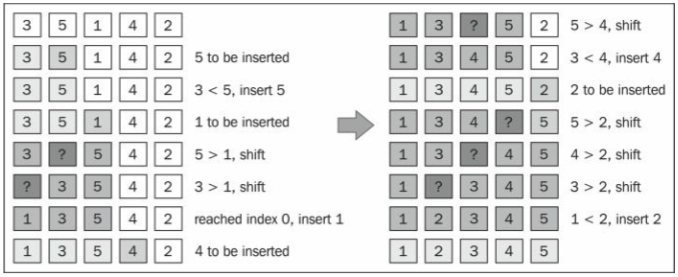 3 5 1 4 2
3 5 1 4 2 5 to be inserted
3 5 1 4 2 3 < 5, insert 5
3 5 1 4 2 1 to be inserted
3 ? 5 4 2 5 > 1, shift
? 3 5 4 2 3 > 1, shift
1 3 5 4 2 reached index 0, insert 1
1 3 5 4 2 4 to be inserted
1 3 ? 5 2 5 > 4, shift
1 3 4 5 2 3 < 4, insert 4
1 3 4 5 2 2 to be inserted
1 3 4 ? 5 5 > 2, shift
1 3 ? 4 5 4 > 2, shift
1 ? 3 4 5 3 > 2, shift
1 2 3 4 5 1 < 2, insert 2
1 2 3 4 5